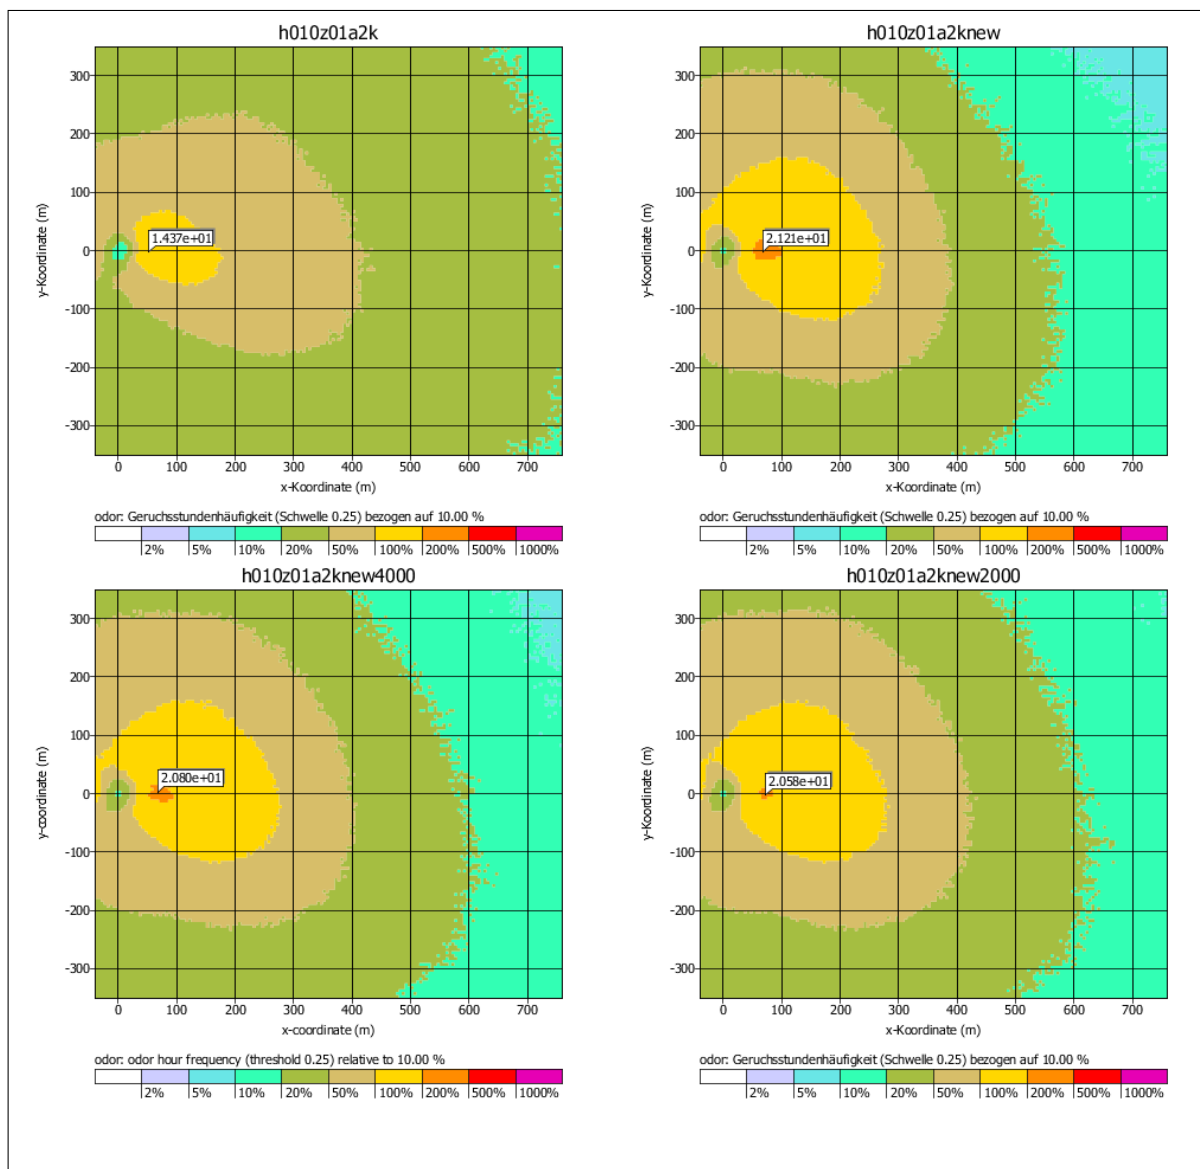 h010z01a2k
300
200
100
0
-100
-200
-300
y-Koordinate (m)
1.437e+01
0 100 200 300 400 500 600 700
x-Koordinate (m)
odor: Geruchsstundenhäufigkeit (Schwelle 0.25) bezogen auf 10.00 %
2% 5% 10% 20% 50% 100% 200% 500% 1000%
h010z01a2knew
300
200
100
0
-100
-200
-300
y-Koordinate (m)
2.121e+01
0 100 200 300 400 500 600 700
x-Koordinate (m)
odor: Geruchsstundenhäufigkeit (Schwelle 0.25) bezogen auf 10.00 %
2% 5% 10% 20% 50% 100% 200% 500% 1000%
h010z01a2knew4000
300
200
100
0
-100
-200
-300
y-coordinate (m)
2.080e+01
0 100 200 300 400 500 600 700
x-coordinate (m)
odor: odor hour frequency (threshold 0.25) relative to 10.00 %
2% 5% 10% 20% 50% 100% 200% 500% 1000%
h010z01a2knew2000
300
200
100
0
-100
-200
-300
y-Koordinate (m)
2.058e+01
0 100 200 300 400 500 600 700
x-Koordinate (m)
odor: Geruchsstundenhäufigkeit (Schwelle 0.25) bezogen auf 10.00 %
2% 5% 10% 20% 50% 100% 200% 500% 1000%